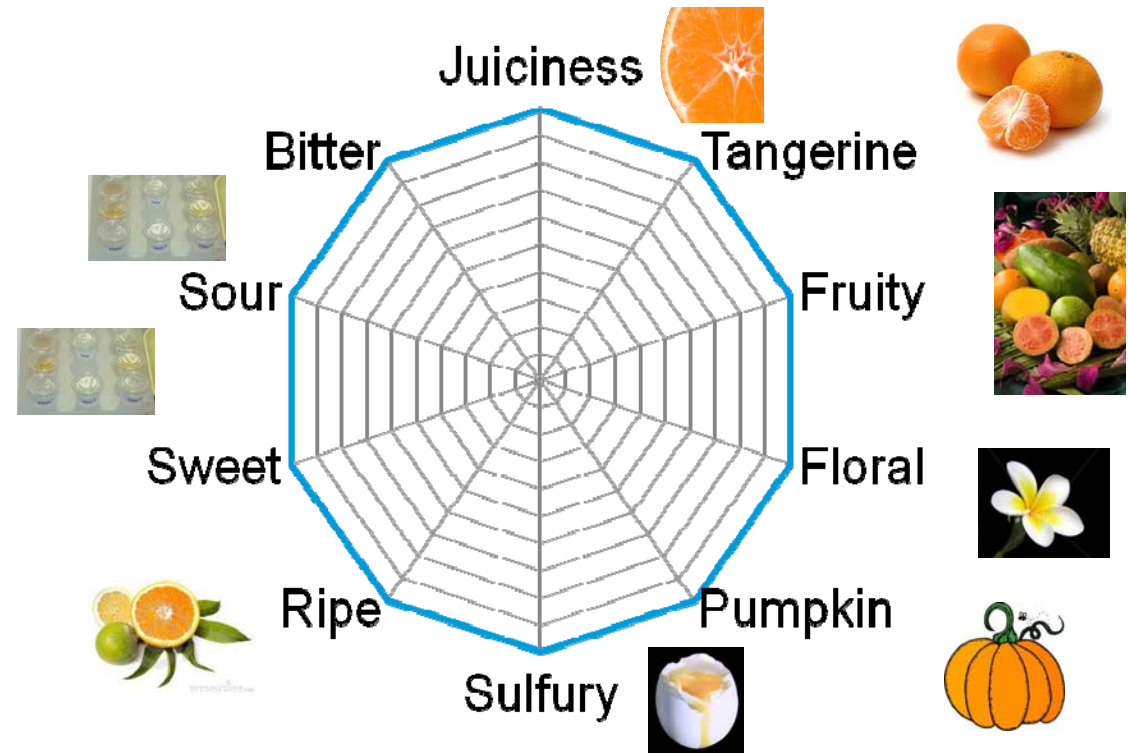 Juiciness
Bitter
Tangerine
Sour
Fruity
Sweet
Floral
Ripe
Pumpkin
Sulfury